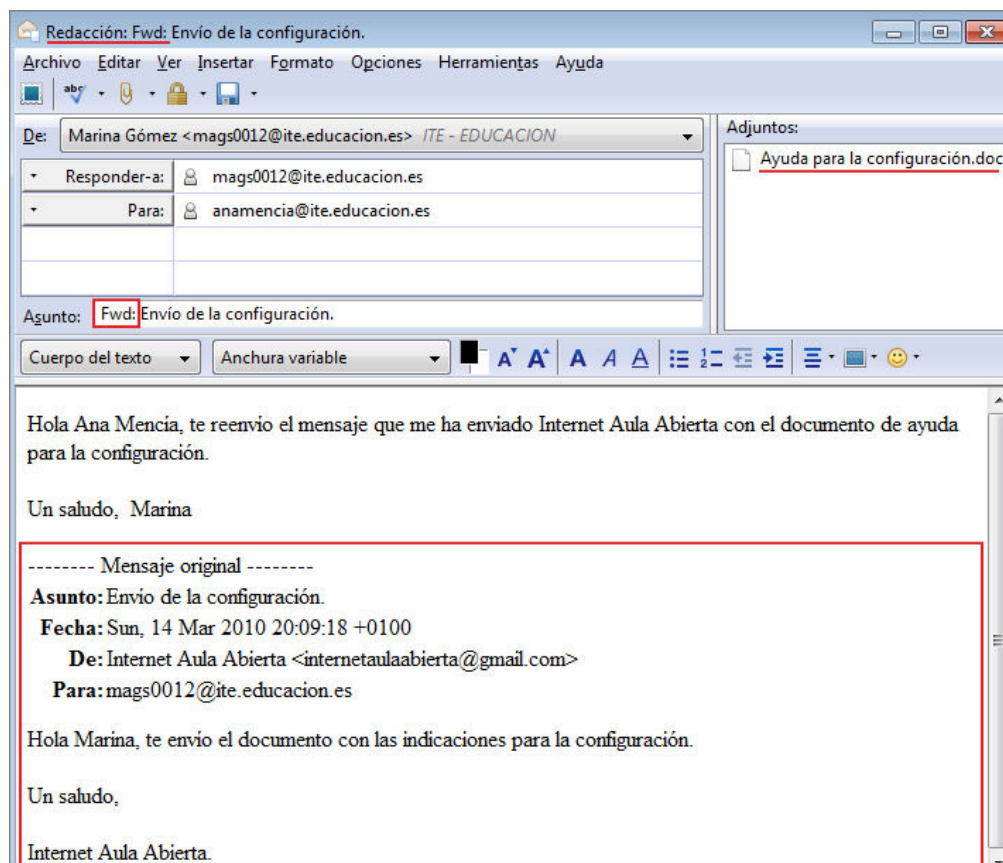 Redacción: Fwd: Envío de la configuración.
Archivo Editar Ver Insertar Formato Opciones Herramientas Ayuda
De: Marina Gómez <mags0012@ite.educacion.es> ITE - EDUCACION
Adjuntos:
Ayuda para la configuración.doc
Responder-a: mags0012@ite.educacion.es
Para: anamencia@ite.educacion.es
Asunto: Fwd: Envío de la configuración.
Cuerpo del texto Anchura variable
Hola Ana Mencía, te reenvio el mensaje que me ha enviado Internet Aula Abierta con el documento de ayuda
para la configuración.
Un saludo, Marina
-------- Mensaje original --------
Asunto: Envío de la configuración.
Fecha: Sun, 14 Mar 2010 20:09:18 +0100
De: Internet Aula Abierta <internetaulaabierta@gmail.com>
Para: mags0012@ite.educacion.es
Hola Marina, te envío el documento con las indicaciones para la configuración.
Un saludo,
Internet Aula Abierta.